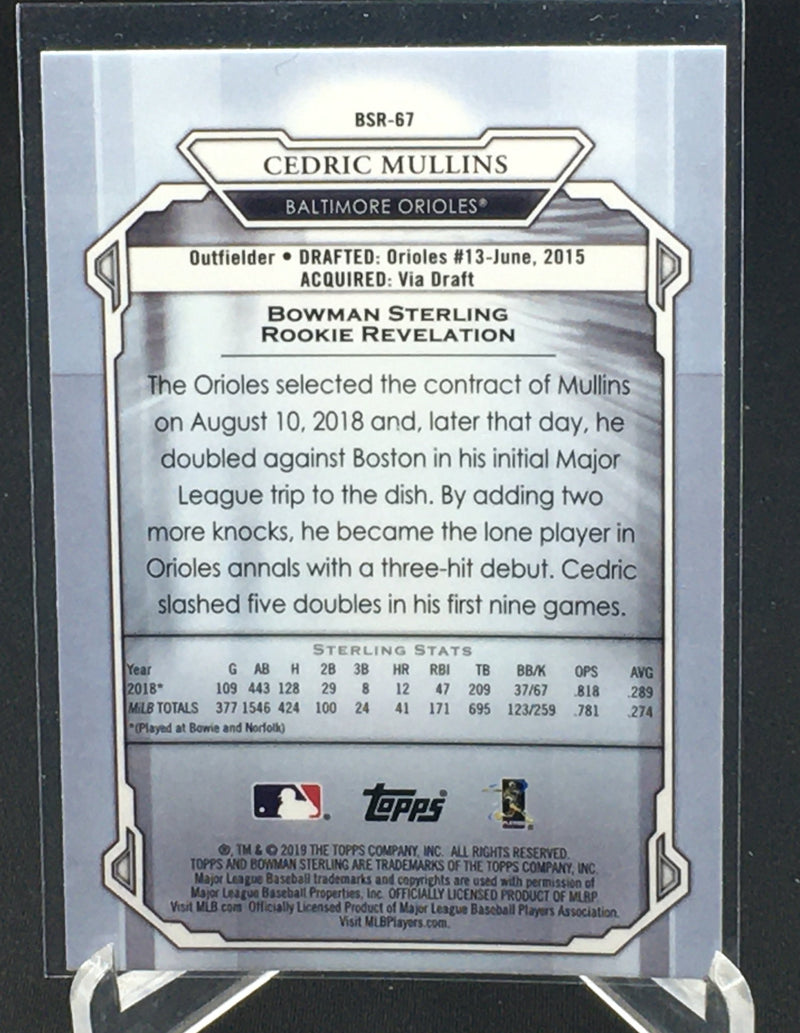 BSR-67
CEDRIC MULLINS
BALTIMORE ORIOLES®
Outfielder • DRAFTED: Orioles #13-June, 2015
ACQUIRED: Via Draft
BOWMAN STERLING
ROOKIE REVELATION
The Orioles selected the contract of Mullins
on August 10, 2018 and, later that day, he
doubled against Boston in his initial Major
League trip to the dish. By adding two
more knocks, he became the lone player in
Orioles annals with a three-hit debut. Cedric
slashed five doubles in his first nine games.
STERLING STATS
Year G AB H 2B 3B HR RBI TB BB/K OPS AVG
2018* 109 443 128 29 8 12 47 209 37/67 .818 .289
MiLB TOTALS 377 1546 424 100 24 41 171 695 123/259 .781 .274
*(Played at Bowie and Norfolk)
Topps®
®, TM & © 2019 THE TOPPS COMPANY, INC. ALL RIGHTS RESERVED.
TOPPS AND BOWMAN STERLING ARE TRADEMARKS OF THE TOPPS COMPANY, INC.
Major League Baseball trademarks and copyrights are used with permission of
Major League Baseball Properties, Inc. OFFICIALLY LICENSED PRODUCT OF MLBP.
Visit MLB.com Officially Licensed Product of Major League Baseball Players Association.
Visit MLBPlayers.com.